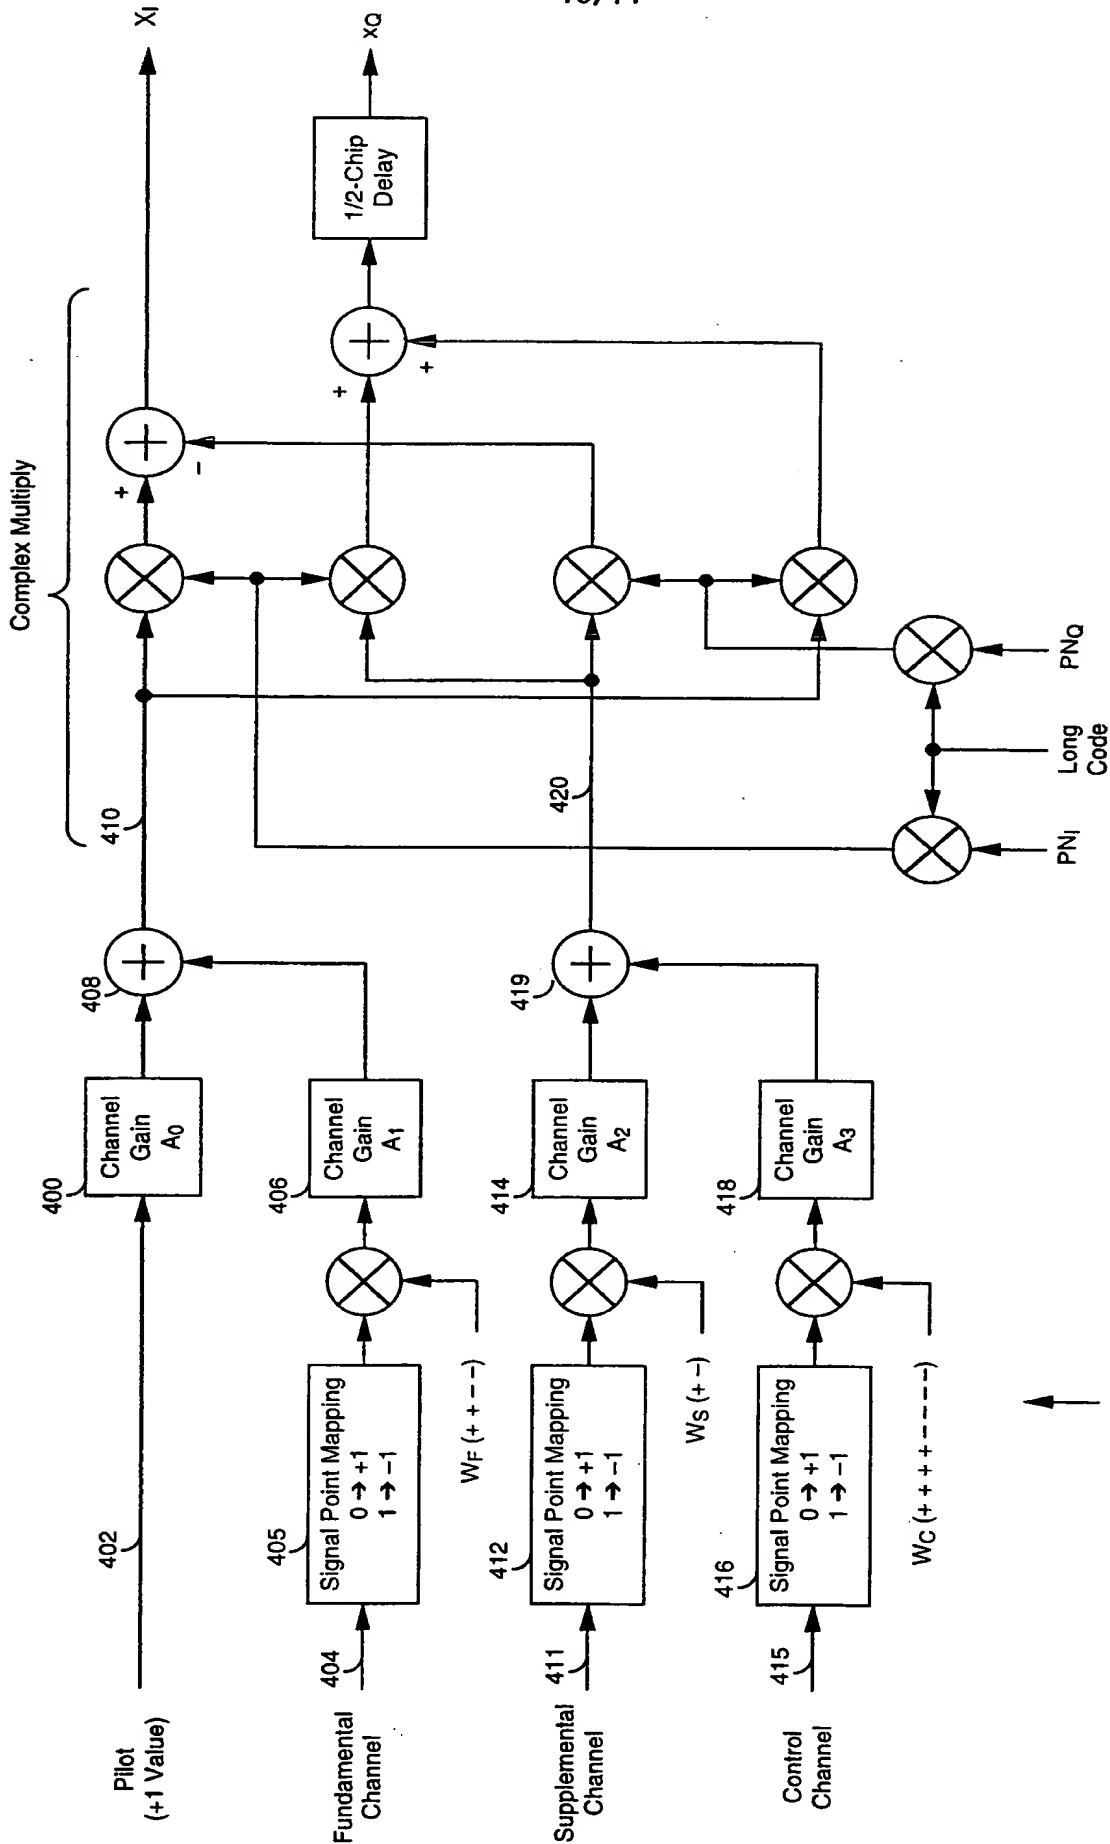 Pilot
(+1 Value)
402
400
Channel
Gain
A0
408
410
Complex Multiply
+
-
XI
Fundamental
Channel
404
405
Signal Point Mapping
0 → +1
1 → −1
WF (+ + − −)
406
Channel
Gain
A1
+
+
1/2-Chip
Delay
XQ
Supplemental
Channel
411
412
Signal Point Mapping
0 → +1
1 → −1
WS (+ −)
414
Channel
Gain
A2
419
420
Control
Channel
415
416
Signal Point Mapping
0 → +1
1 → −1
WC (+ + + + − − − −)
418
Channel
Gain
A3
PNI
Long
Code
PNQ